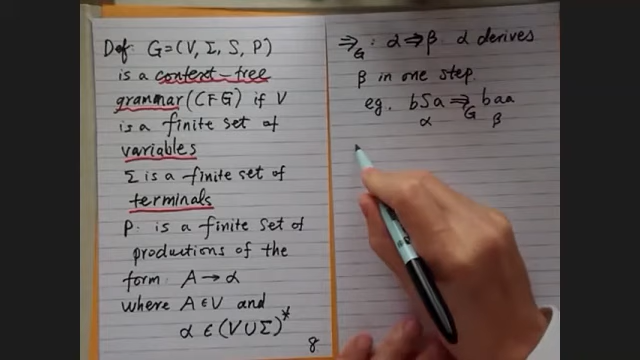 Def: G=(V, Σ, S, P)
is a context-free
grammar (CFG) if V
is a finite set of
variables
Σ is a finite set of
terminals
P is a finite set of
productions of the
form A → α
where A ∈ V and
α ∈ (V ∪ Σ)*
8
⇒G : α ⇒ β. α derives
β in one step.
eg. bSa ⇒G baa
α β